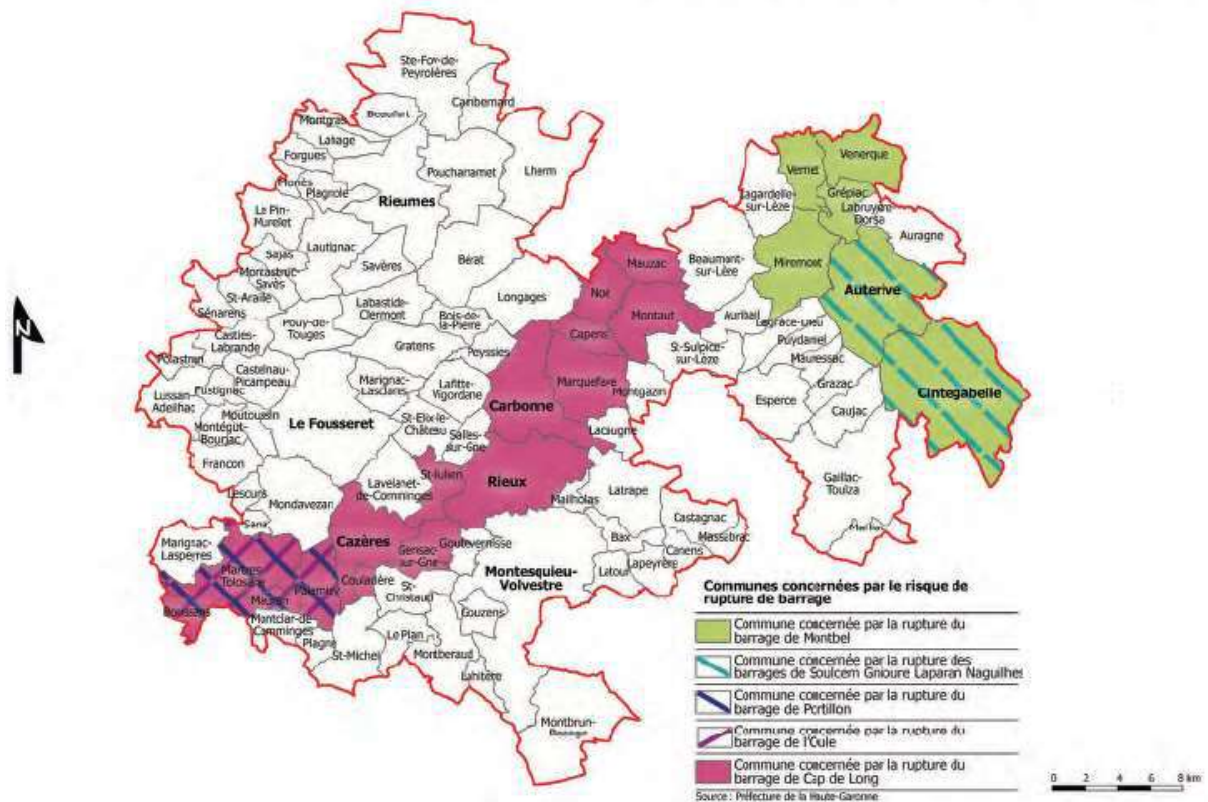 Ste-Foy-de-
Peyrolères
Cambernard
Beaufort
Montgras
Lahage
Forgues
Poucharramet
Lherm
Monès
Plagnole
Rieumes
Le Pin-
Murelet
Lautignac
Sajas
Savères
Bérat
Moncastruc-
Savès
St-Araille
Sénarens
Labastide-
Clermont
Longages
Pouy-de-
Touges
Bois-de-
la-Pierre
Casties-
Labrande
Gratens
Peyssies
Polastron
Castelnau-
Picampeau
Fustignac
Lussan-
Adeilhac
Marignac-
Lasclares
Lafitte-
Vigordane
Montoussin
Montégut-
Bourjac
Le Fousseret
St-Elix-le-
Château
Salles-
sur-Gne
Francon
Lescuns
Mondavezan
Lavelanet-
de-Comminges
St-Julien
Sana
Marignac-
Lasperres
Cazères
Gensac-
sur-Gne
Goutevernisse
Martres-
Tolosane
Mauran
Palaminy
Couladère
Boussens
Montclar-de-
Comminges
Plagne
St-Michel
St-
Christaud
Le Plan
Montberaud
Lahitère
Gouzens
Montesquieu-
Volvestre
Montbrun-
Mailholas
Latrape
Castagnac
Massabrac
Bax
Canens
Latour
Lapeyrère
Rieux
Lacaugne
Carbonne
Marquefave
Montgazin
Capens
Noé
Mauzac
Montaut
St-Sulpice-
sur-Lèze
Beaumont-
sur-Lèze
Lagardelle-
sur-Lèze
Vernet
Venerque
Grépiac
Labruyère-
Dorsa
Auragne
Miremont
Auterive
Auribail
Lagrace-Dieu
Puydaniel
Mauressac
Grazac
Esperce
Caujac
Cintegabelle
Gaillac-
Toulza
N
Communes concernées par le risque de
rupture de barrage
Commune concernée par la rupture du
barrage de Montbel
Commune concernée par la rupture des
barrages de Soulcem Gnioure Laparan Naguilhes
Commune concernée par la rupture du
barrage de Portillon
Commune concernée par la rupture du
barrage de l'Oule
Commune concernée par la rupture du
barrage de Cap de Long
Source : Préfecture de la Haute-Garonne
0 2 4 6 8 km